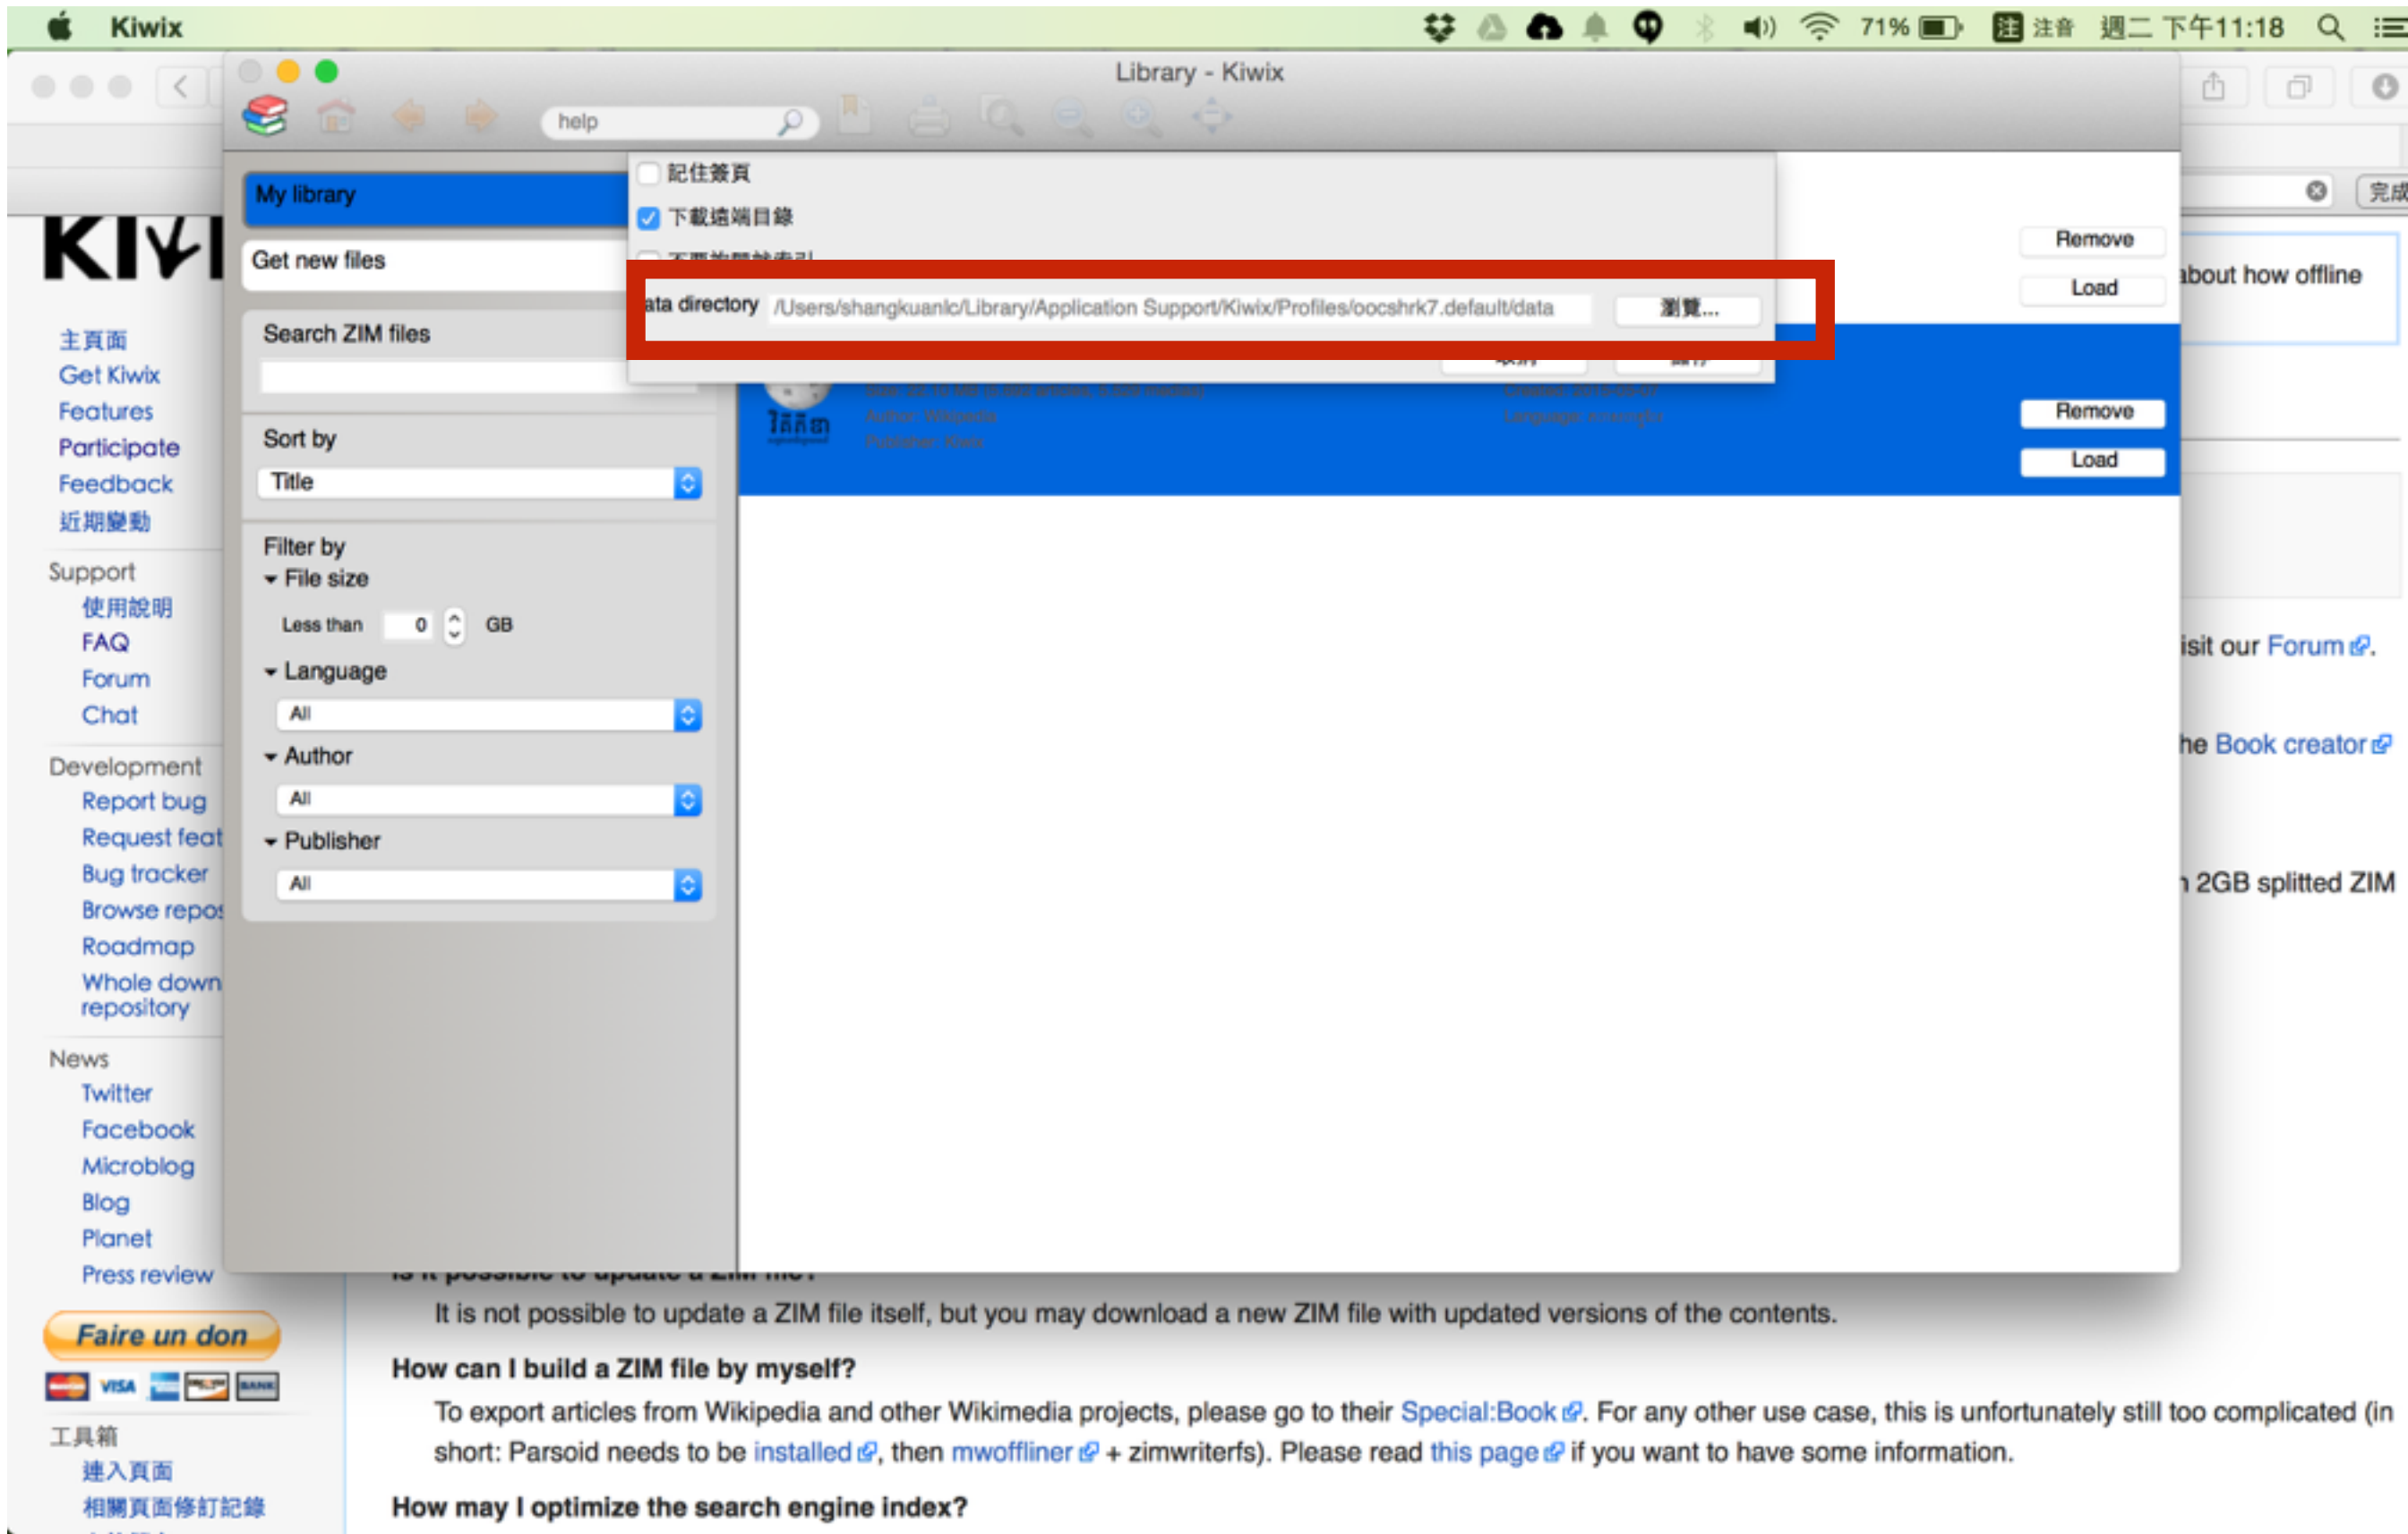 Kiwix
71%
注 注音 週二 下午11:18
Library - Kiwix
help
記住簽頁
下載遠端目錄
ata directory /Users/shangkuanlc/Library/Application Support/Kiwix/Profiles/oocshrk7.default/data 瀏覽...
My library
Get new files
Search ZIM files
Sort by
Title
Filter by
File size
Less than 0 GB
Language
All
Author
All
Publisher
All
Remove
Load
Author: Wikipedia
Publisher: Kiwix
Remove
Load
完成
about how offline
isit our Forum.
he Book creator
2GB splitted ZIM
主頁面
Get Kiwix
Features
Participate
Feedback
近期變動
Support
使用說明
FAQ
Forum
Chat
Development
Report bug
Request feat
Bug tracker
Browse repos
Roadmap
Whole down
repository
News
Twitter
Facebook
Microblog
Blog
Planet
Press review
Faire un don
VISA
BANK
工具箱
連入頁面
相關頁面修訂記錄
It is not possible to update a ZIM file itself, but you may download a new ZIM file with updated versions of the contents.
How can I build a ZIM file by myself?
To export articles from Wikipedia and other Wikimedia projects, please go to their Special:Book. For any other use case, this is unfortunately still too complicated (in
short: Parsoid needs to be installed, then mwoffliner + zimwriterfs). Please read this page if you want to have some information.
How may I optimize the search engine index?